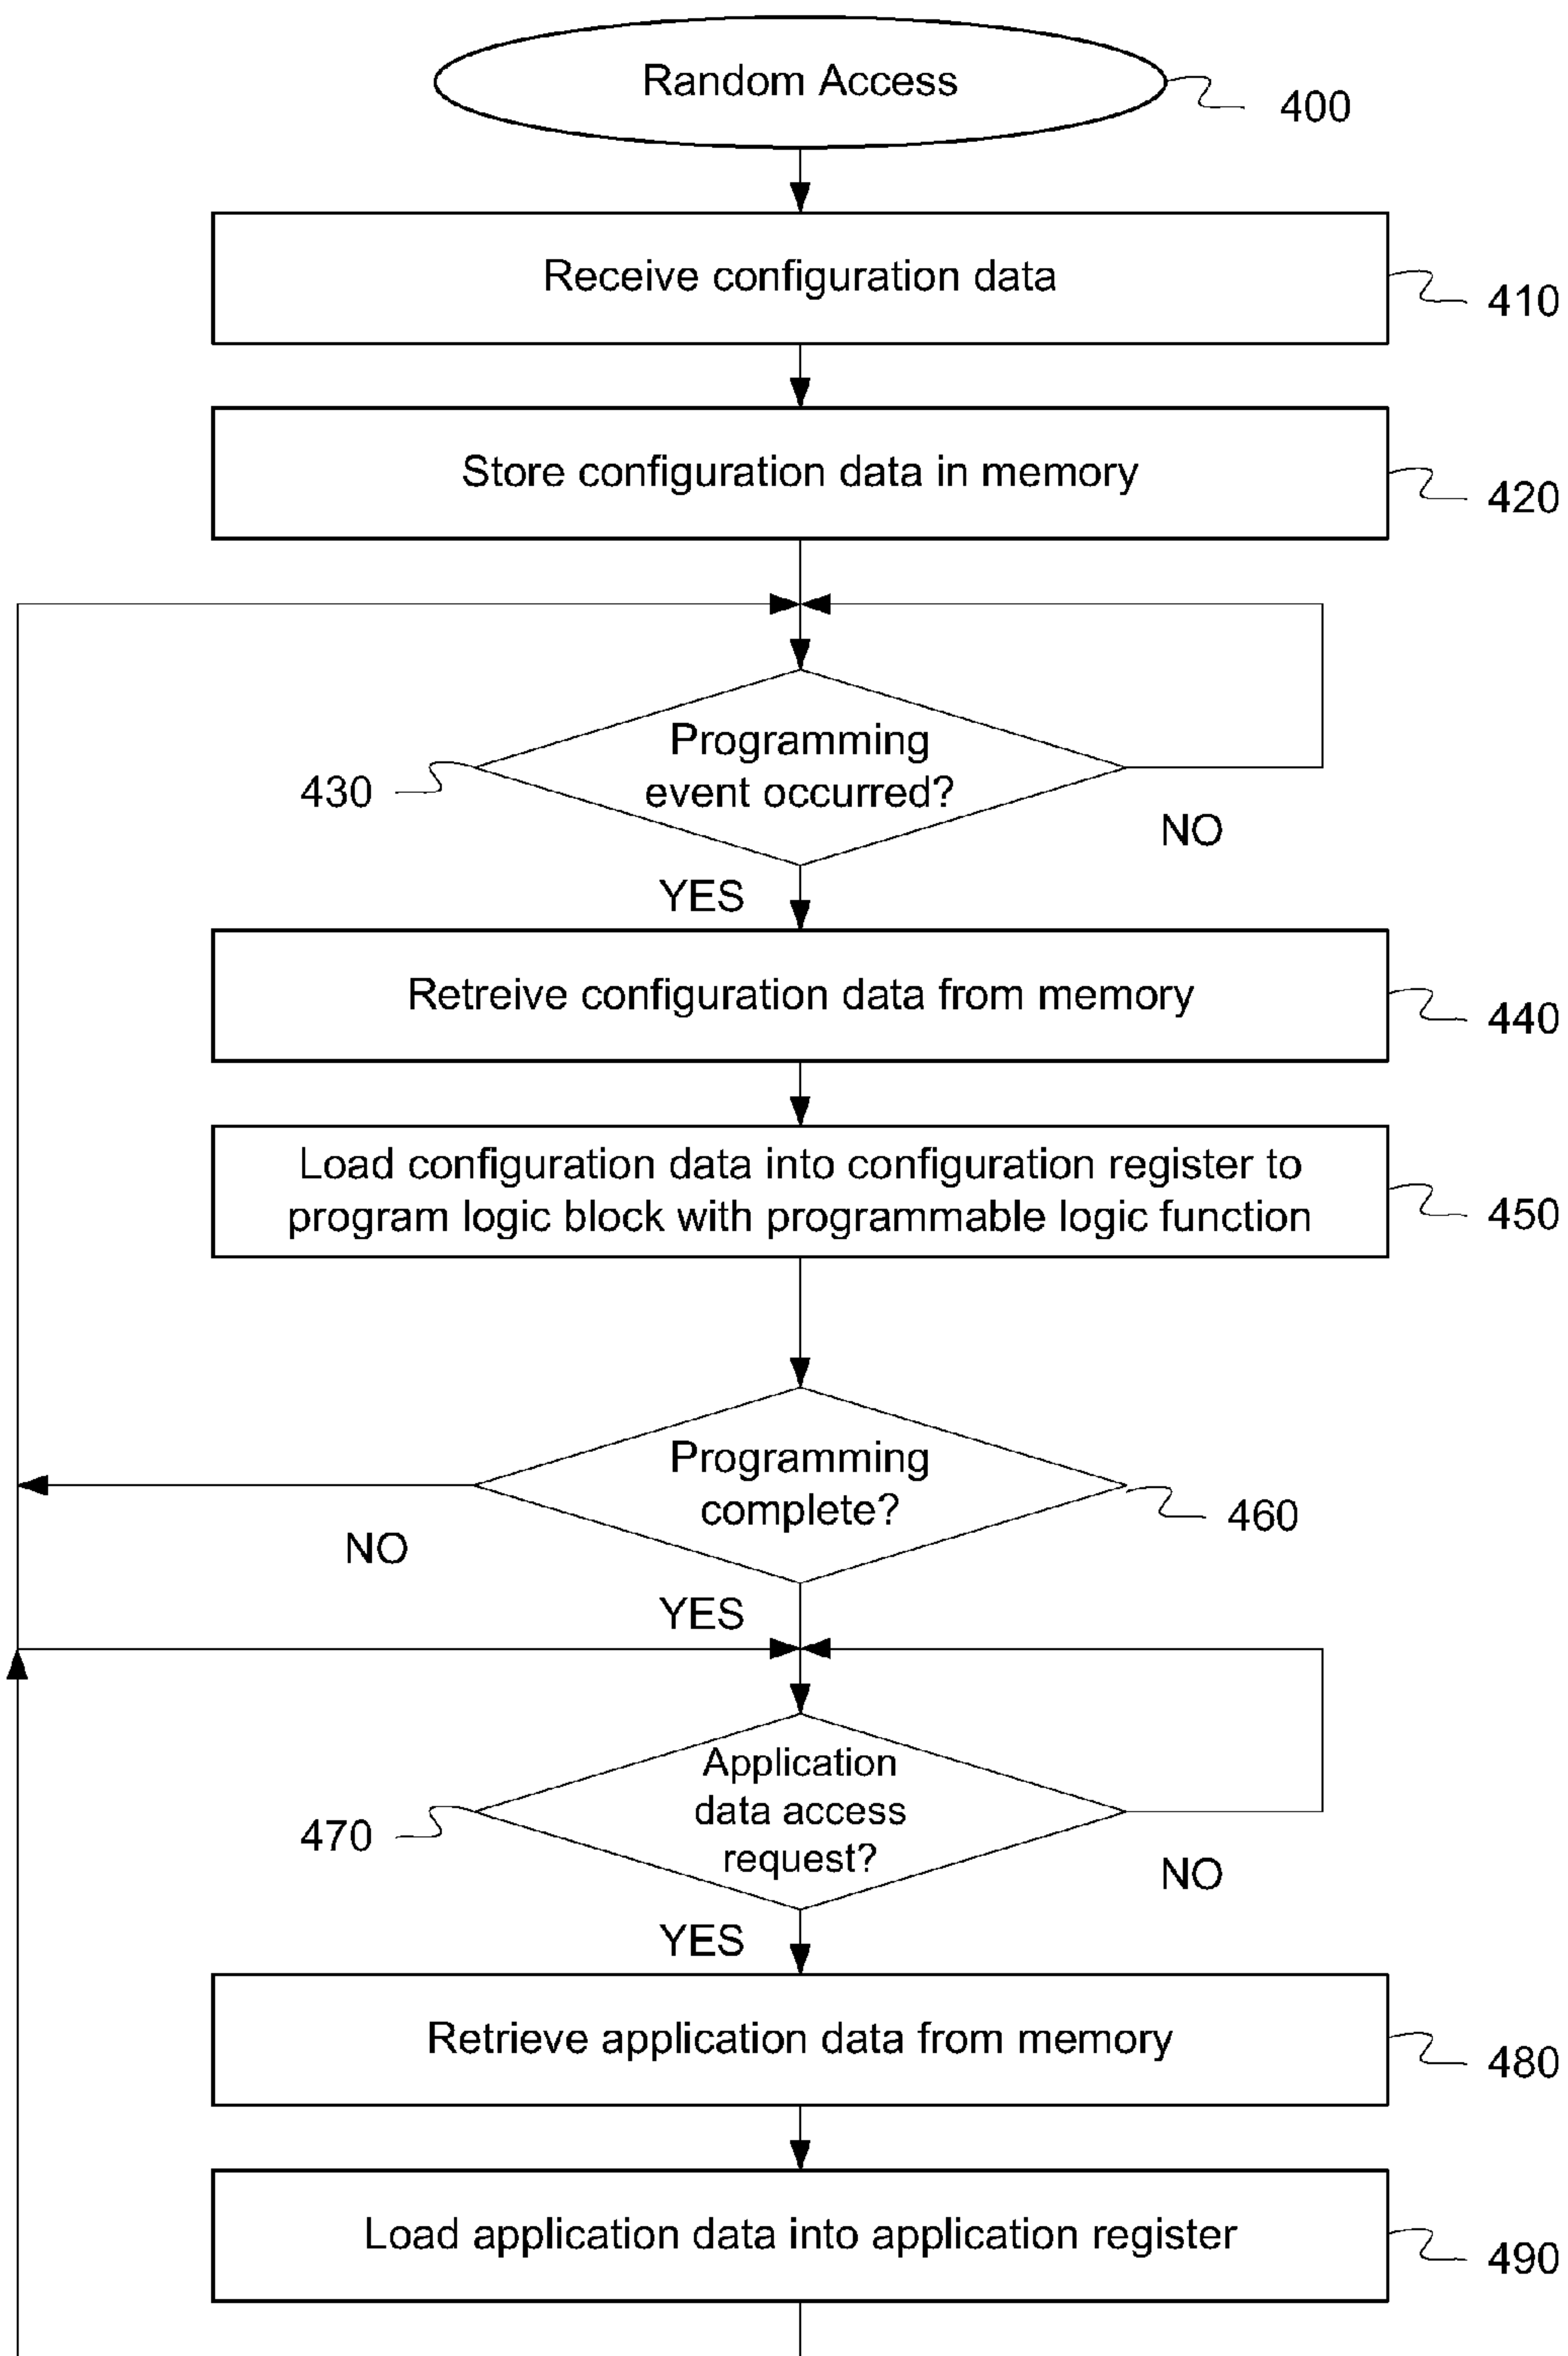 Random Access
400
Receive configuration data
410
Store configuration data in memory
420
Programming
event occurred?
430
NO
YES
Retreive configuration data from memory
440
Load configuration data into configuration register to
program logic block with programmable logic function
450
Programming
complete?
460
NO
YES
Application
data access
request?
470
NO
YES
Retrieve application data from memory
480
Load application data into application register
490